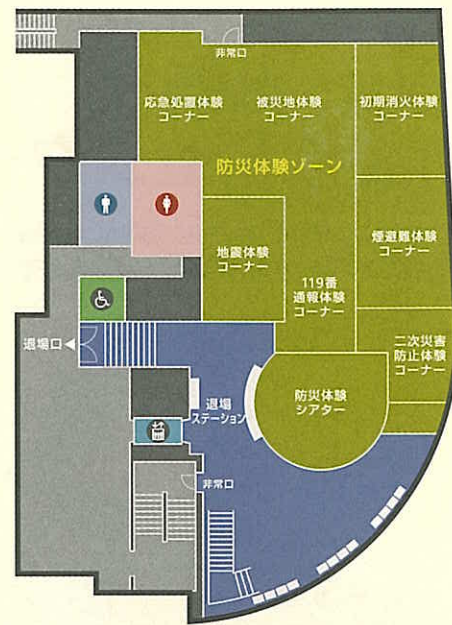 非常口
応急処置体験
コーナー
被災地体験
コーナー
初期消火体験
コーナー
防災体験ゾーン
地震体験
コーナー
煙避難体験
コーナー
119番
通報体験
コーナー
退場口
二次災害
防止体験
コーナー
防災体験
シアター
退場
ステーション
非常口